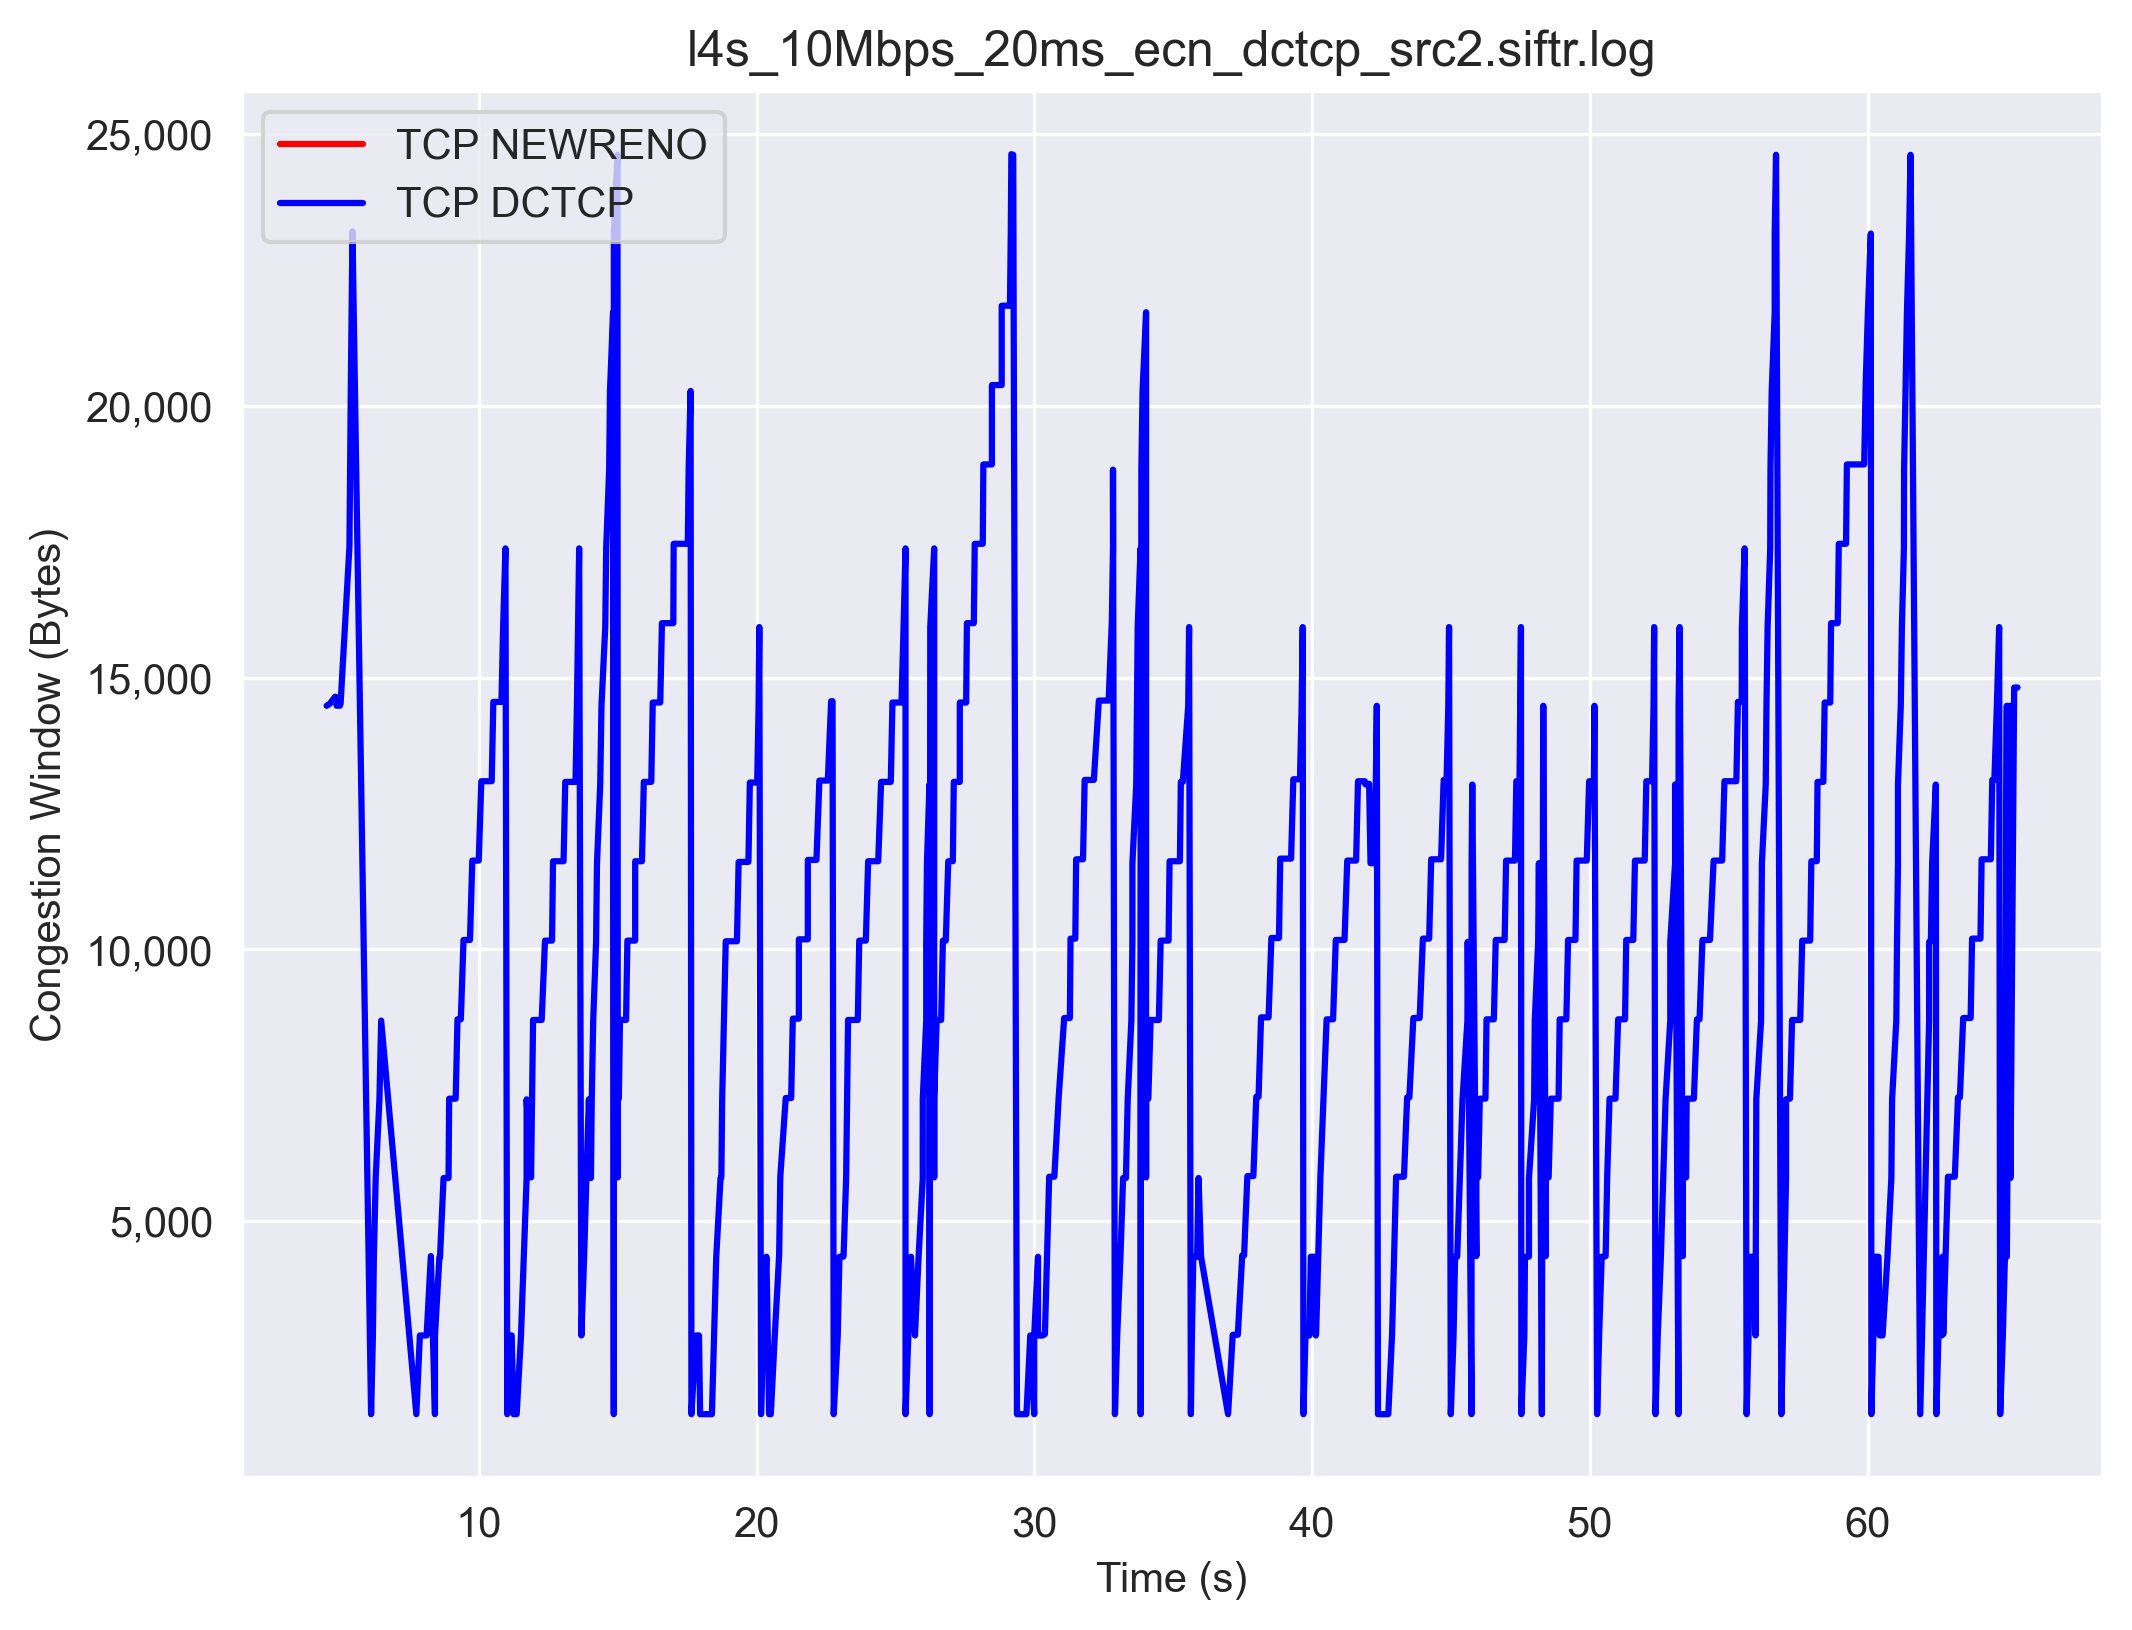 l4s_10Mbps_20ms_ecn_dctcp_src2.siftr.log
TCP NEWRENO
TCP DCTCP
25,000
20,000
15,000
10,000
5,000
Congestion Window (Bytes)
10
20
30
40
50
60
Time (s)